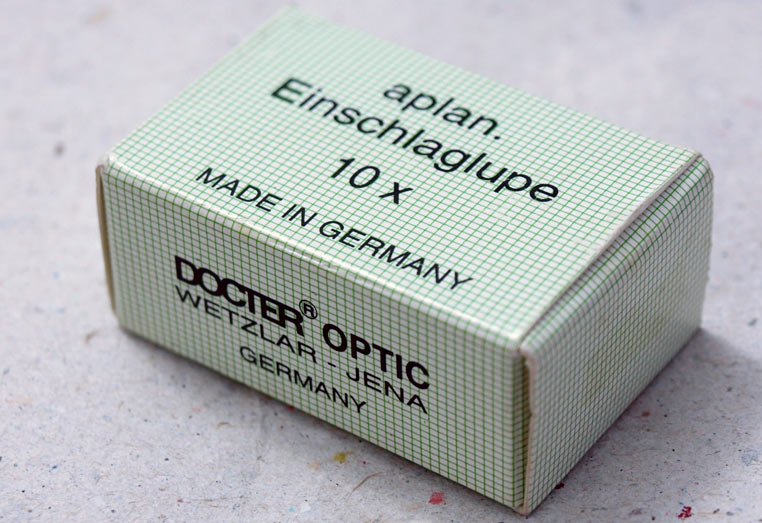 aplan.
Einschlaglupe
10 x
MADE IN GERMANY
DOCTER® OPTIC
WETZLAR - JENA
GERMANY